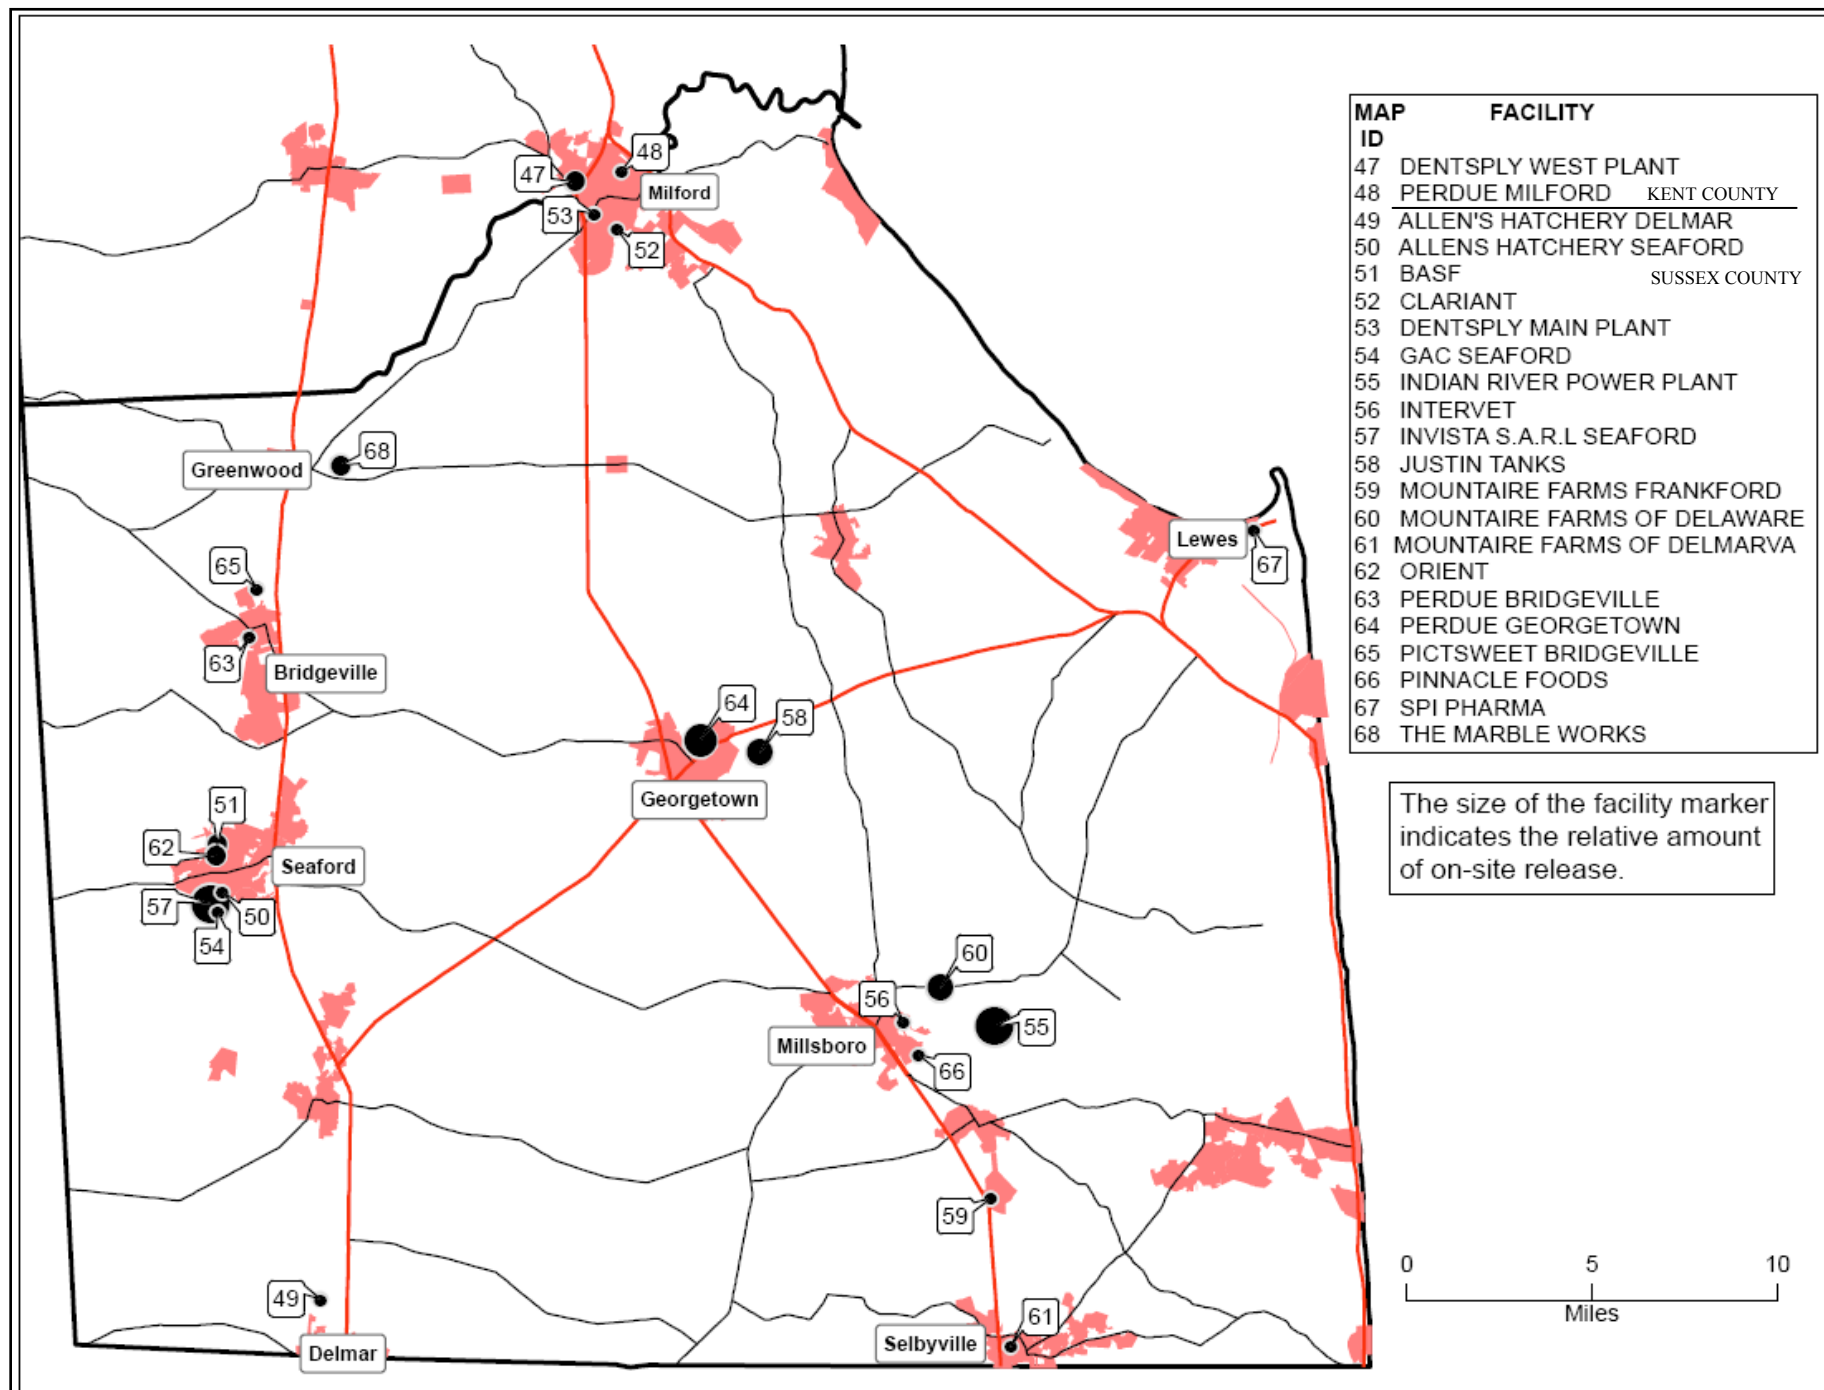 MAP FACILITY
ID
47 DENTSPLY WEST PLANT
48 PERDUE MILFORD KENT COUNTY
49 ALLEN'S HATCHERY DELMAR
50 ALLENS HATCHERY SEAFORD
51 BASF SUSSEX COUNTY
52 CLARIANT
53 DENTSPLY MAIN PLANT
54 GAC SEAFORD
55 INDIAN RIVER POWER PLANT
56 INTERVET
57 INVISTA S.A.R.L SEAFORD
58 JUSTIN TANKS
59 MOUNTAIRE FARMS FRANKFORD
60 MOUNTAIRE FARMS OF DELAWARE
61 MOUNTAIRE FARMS OF DELMARVA
62 ORIENT
63 PERDUE BRIDGEVILLE
64 PERDUE GEORGETOWN
65 PICTSWEET BRIDGEVILLE
66 PINNACLE FOODS
67 SPI PHARMA
68 THE MARBLE WORKS
The size of the facility marker
indicates the relative amount
of on-site release.
0 5 10
Miles
48
47
Milford
53
52
68
Greenwood
Lewes
67
65
63
Bridgeville
64
58
Georgetown
51
62
Seaford
57
50
54
60
56
55
Millsboro
66
59
49
61
Selbyville
Delmar